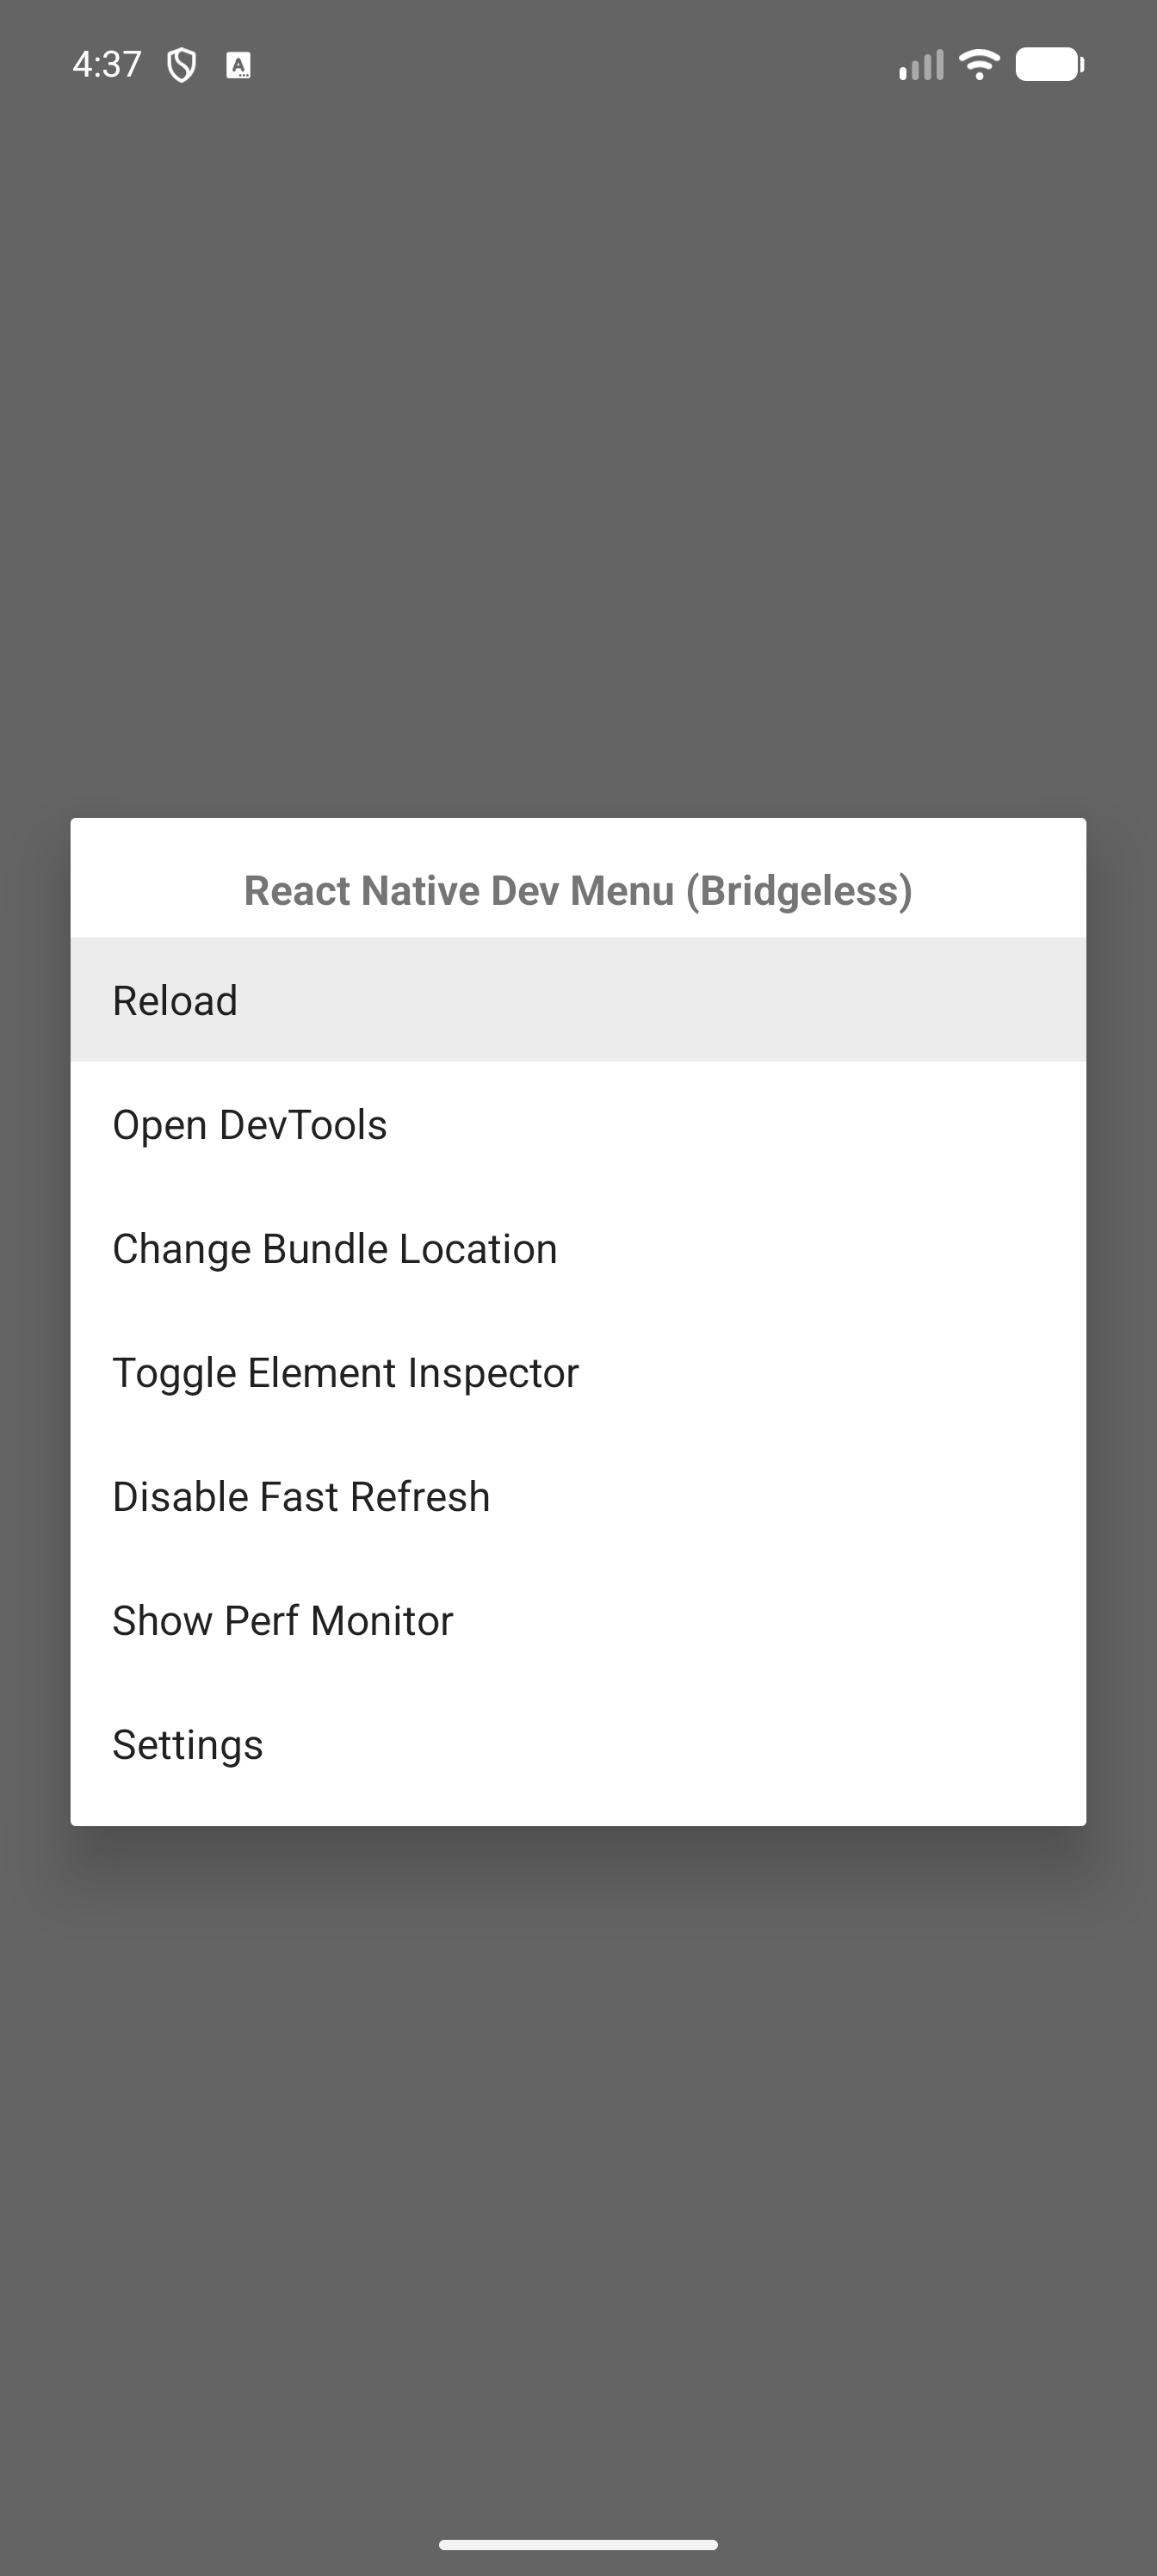 4:37
React Native Dev Menu (Bridgeless)
Reload
Open DevTools
Change Bundle Location
Toggle Element Inspector
Disable Fast Refresh
Show Perf Monitor
Settings